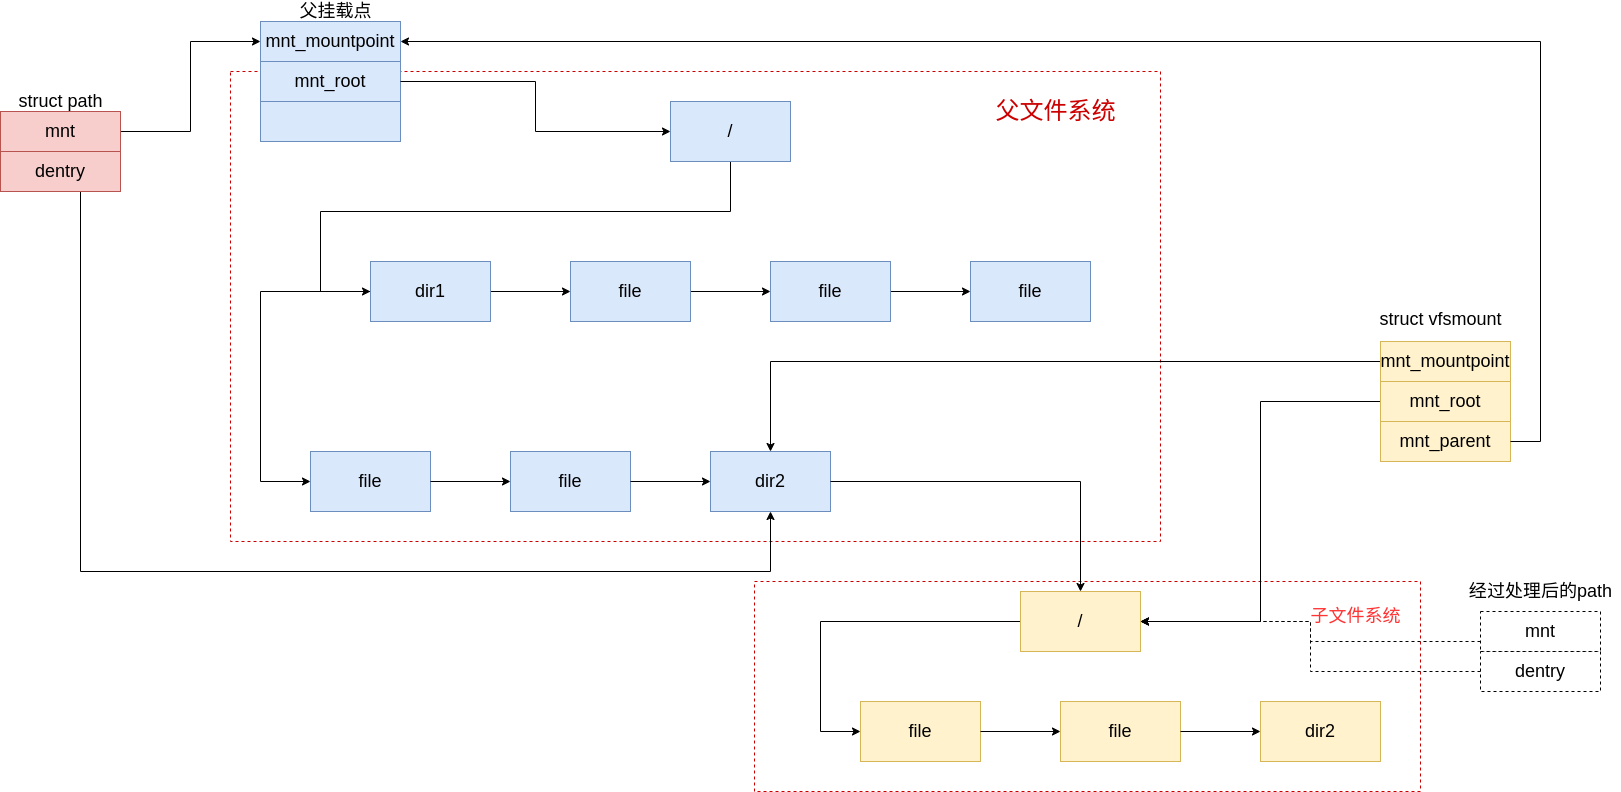 父挂载点
mnt_mountpoint
mnt_root
struct path
mnt
dentry
父文件系统
/
dir1
file
file
file
struct vfsmount
mnt_mountpoint
mnt_root
mnt_parent
file
file
dir2
经过处理后的path
mnt
dentry
子文件系统
/
file
file
dir2